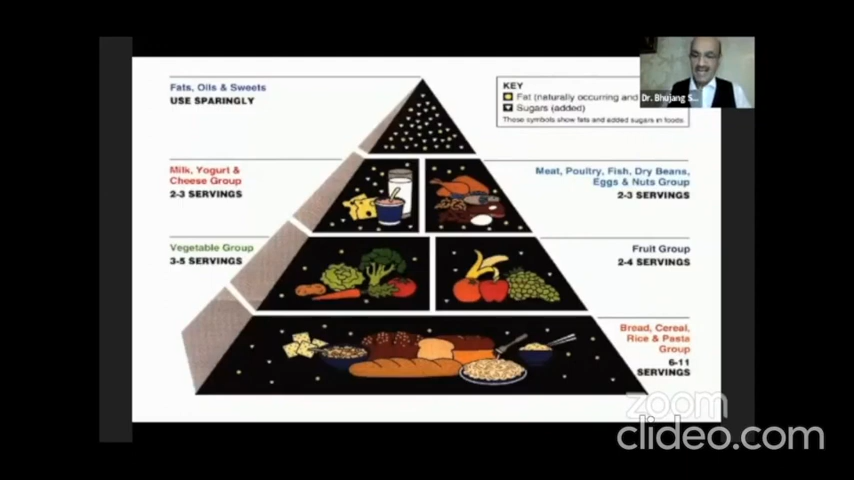 Fats, Oils & Sweets
USE SPARINGLY
KEY
Fat (naturally occurring and
Sugars (added)
These symbols show fats and added sugars in foods
Dr. Bhujang S...
Milk, Yogurt &
Cheese Group
2-3 SERVINGS
Meat, Poultry, Fish, Dry Beans,
Eggs & Nuts Group
2-3 SERVINGS
Vegetable Group
3-5 SERVINGS
Fruit Group
2-4 SERVINGS
Bread, Cereal,
Rice & Pasta
Group
6-11
SERVINGS
zoom
clideo.com